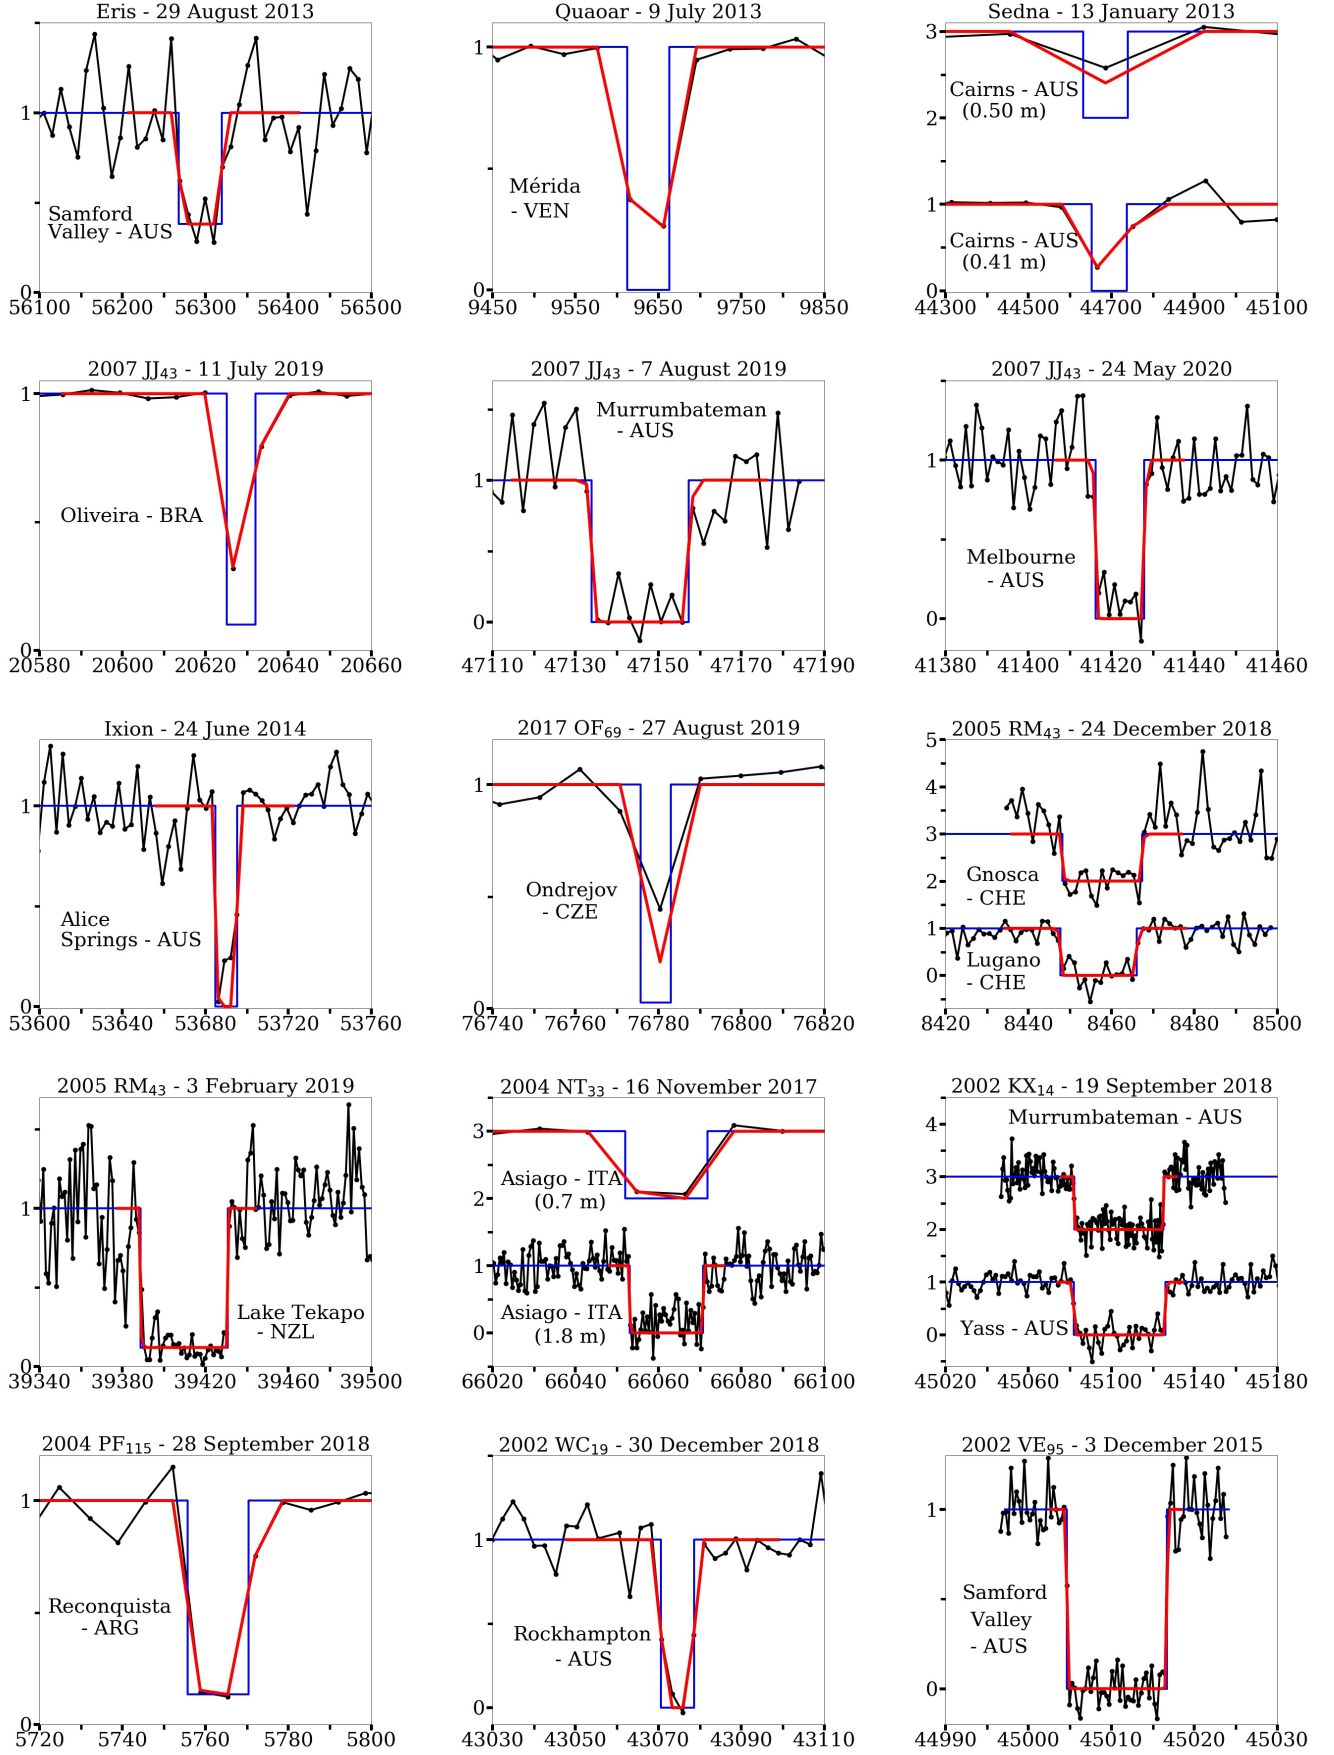 Eris - 29 August 2013
1
0
Samford
Valley - AUS
56100 56200 56300 56400 56500
Quaoar - 9 July 2013
1
0
Mérida
- VEN
9450 9550 9650 9750 9850
Sedna - 13 January 2013
3
2
1
0
Cairns - AUS
(0.50 m)
Cairns - AUS
(0.41 m)
44300 44500 44700 44900 45100
2007 JJ₄₃ - 11 July 2019
1
0
Oliveira - BRA
20580 20600 20620 20640 20660
2007 JJ₄₃ - 7 August 2019
1
0
Murrumbateman
- AUS
47110 47130 47150 47170 47190
2007 JJ₄₃ - 24 May 2020
1
0
Melbourne
- AUS
41380 41400 41420 41440 41460
Ixion - 24 June 2014
1
0
Alice
Springs - AUS
53600 53640 53680 53720 53760
2017 OF₆₉ - 27 August 2019
1
0
Ondrejov
- CZE
76740 76760 76780 76800 76820
2005 RM₄₃ - 24 December 2018
5
4
3
2
1
0
Gnosca
- CHE
Lugano
- CHE
8420 8440 8460 8480 8500
2005 RM₄₃ - 3 February 2019
1
0
Lake Tekapo
- NZL
39340 39380 39420 39460 39500
2004 NT₃₃ - 16 November 2017
3
2
1
0
Asiago - ITA
(0.7 m)
Asiago - ITA
(1.8 m)
66020 66040 66060 66080 66100
2002 KX₁₄ - 19 September 2018
4
3
2
1
0
Murrumbateman - AUS
Yass - AUS
45020 45060 45100 45140 45180
2004 PF₁₁₅ - 28 September 2018
1
0
Reconquista
- ARG
5720 5740 5760 5780 5800
2002 WC₁₉ - 30 December 2018
1
0
Rockhampton
- AUS
43030 43050 43070 43090 43110
2002 VE₉₅ - 3 December 2015
1
0
Samford
Valley
- AUS
44990 45000 45010 45020 45030